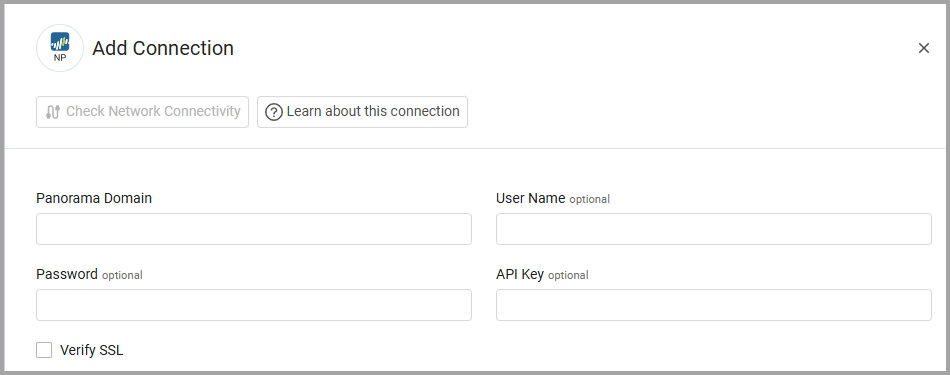 NP
Add Connection
Check Network Connectivity
Learn about this connection
Panorama Domain
User Name optional
Password optional
API Key optional
Verify SSL